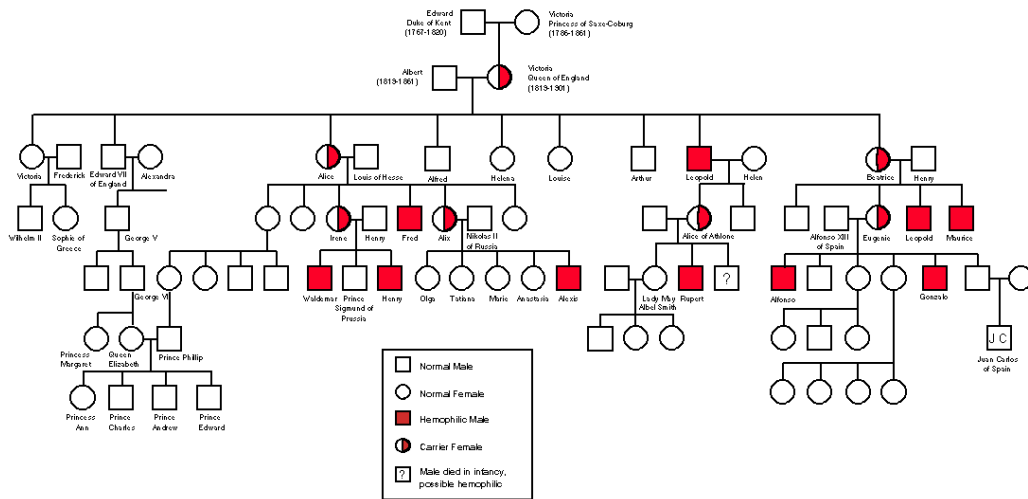 Edward
Duke of Kent
(1767-1820)
Victoria
Princess of Saxe-Coburg
(1786-1861)
Albert
(1819-1861)
Victoria
Queen of England
(1819-1901)
Victoria
Frederick
Edward VII
of England
Alexandra
Alice
Louis of Hesse
Alfred
Helena
Louise
Arthur
Leopold
Helen
Beatrice
Henry
Wilhelm II
Sophie of
Greece
George V
Irene
Henry
Fred
Alix
Nikolas II
of Russia
Alice of Athlone
Alfonso XIII
of Spain
Eugenie
Leopold
Maurice
George VI
Waldemar
Prince
Sigmund of
Prussia
Henry
Olga
Tatiana
Marie
Anastaria
Alexis
Lady May
Abel Smith
Rupert
?
Alfonso
Gonzalo
Princess
Margaret
Queen
Elizabeth
Prince Phillip
J C
Juan Carlos
of Spain
Princess
Ann
Prince
Charles
Prince
Andrew
Prince
Edward
Normal Male
Normal Female
Hemophilic Male
Carrier Female
? Male died in infancy,
possible hemophilic